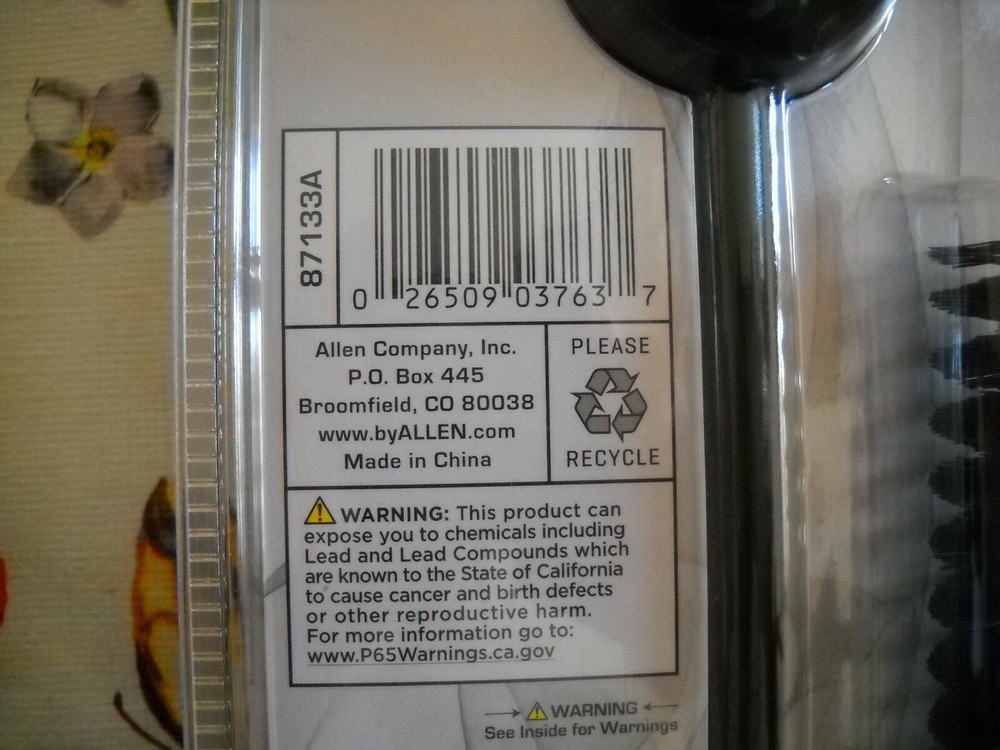 87133A
0 26509 03763 7
Allen Company, Inc.
P.O. Box 445
Broomfield, CO 80038
www.byALLEN.com
Made in China
PLEASE
RECYCLE
WARNING: This product can
expose you to chemicals including
Lead and Lead Compounds which
are known to the State of California
to cause cancer and birth defects
or other reproductive harm.
For more information go to:
www.P65Warnings.ca.gov
WARNING
See Inside for Warnings